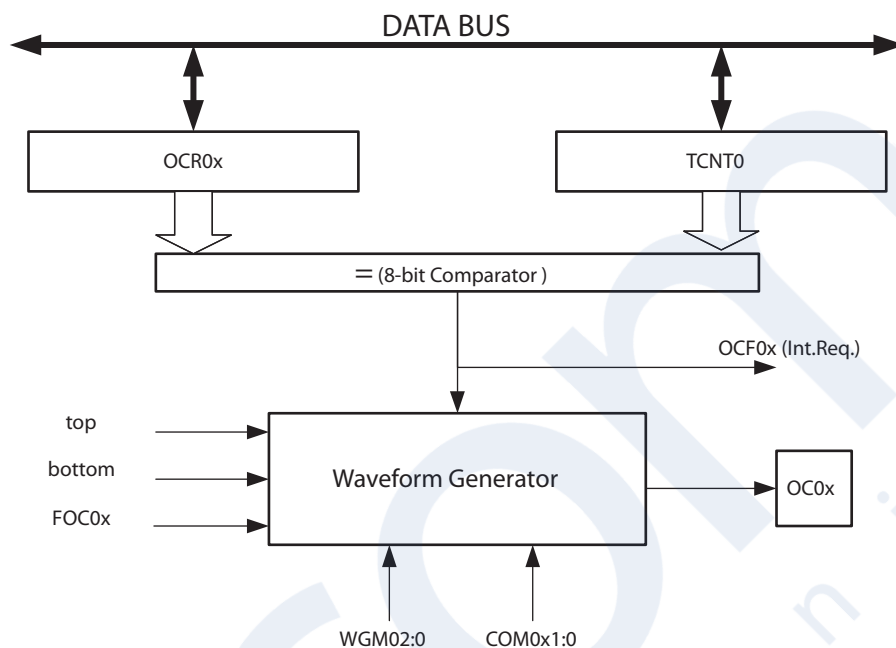 DATA BUS
OCR0x
TCNT0
= (8-bit Comparator )
OCF0x (Int.Req.)
top
bottom
FOC0x
Waveform Generator
OC0x
WGM02:0
COM0x1:0